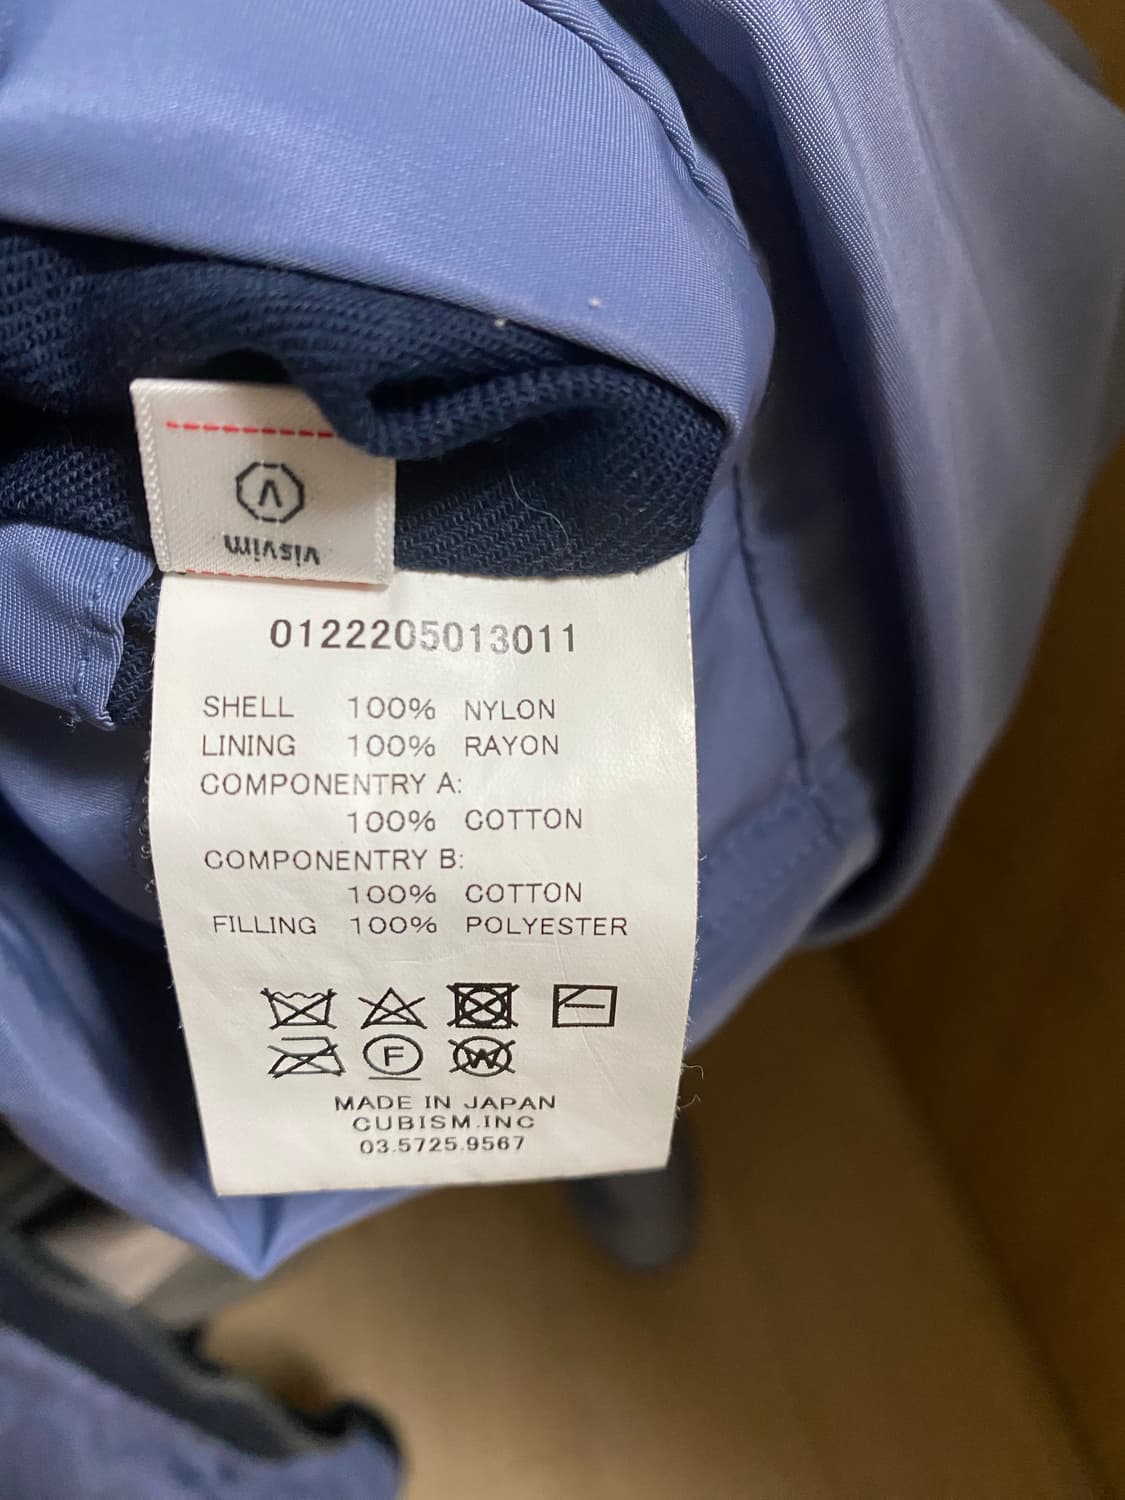 visvim
0122205013011
SHELL 100% NYLON
LINING 100% RAYON
COMPONENTRY A:
100% COTTON
COMPONENTRY B:
100% COTTON
FILLING 100% POLYESTER
F
W
MADE IN JAPAN
CUBISM.INC
03.5725.9567